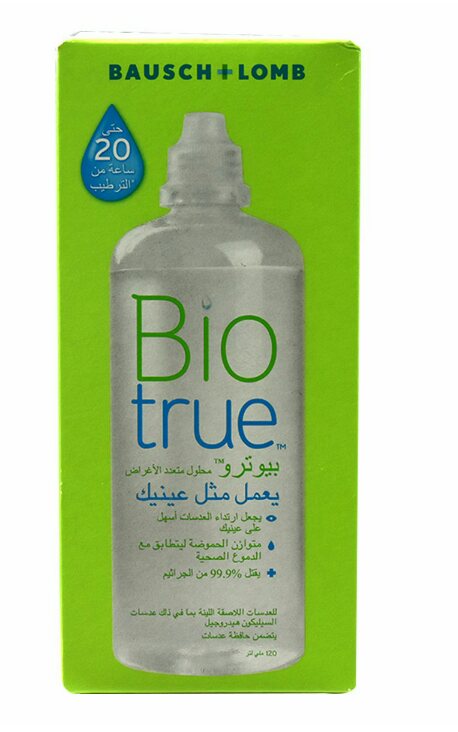 BAUSCH + LOMB
حتى
20
ساعة من
الترطيب*
Bio
true™
بيوترو™ محلول متعدد الأغراض
يعمل مثل عينيك
يجعل ارتداء العدسات أسهل
على عينيك
متوازن الحموضة ليتطابق مع
الدموع الصحية
يقتل 99.9% من الجراثيم
للعدسات اللاصقة اللينة بما في ذلك عدسات
السيليكون هيدروجيل
يتضمن حافظة عدسات
120 ملي لتر